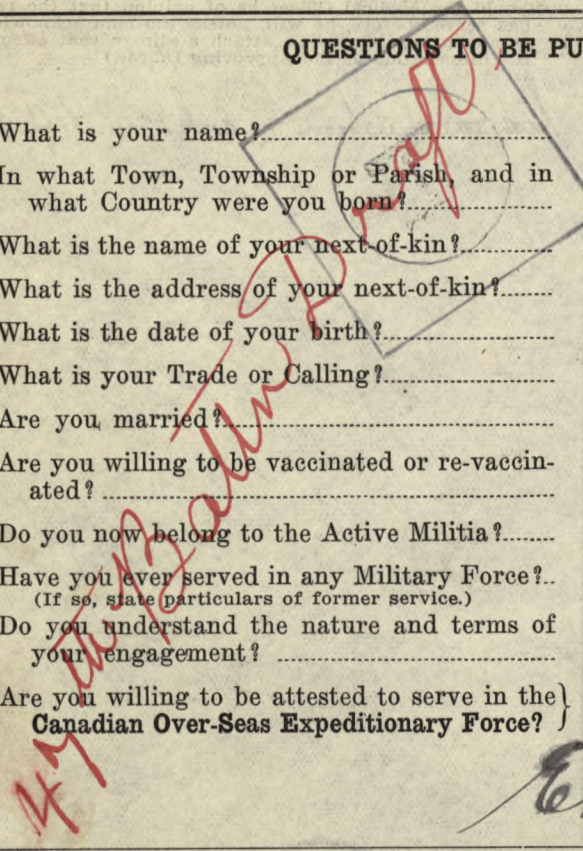 QUESTIONS TO BE PU
What is your name?
In what Town, Township or Parish, and in
what Country were you born?
What is the name of your next-of-kin?
What is the address of your next-of-kin?
What is the date of your birth?
What is your Trade or Calling?
Are you married?
Are you willing to be vaccinated or re-vaccin-
ated?
Do you now belong to the Active Militia?
Have you ever served in any Military Force?
(If so, state particulars of former service.)
Do you understand the nature and terms of
your engagement?
Are you willing to be attested to serve in the
Canadian Over-Seas Expeditionary Force?
47th Battn Draft